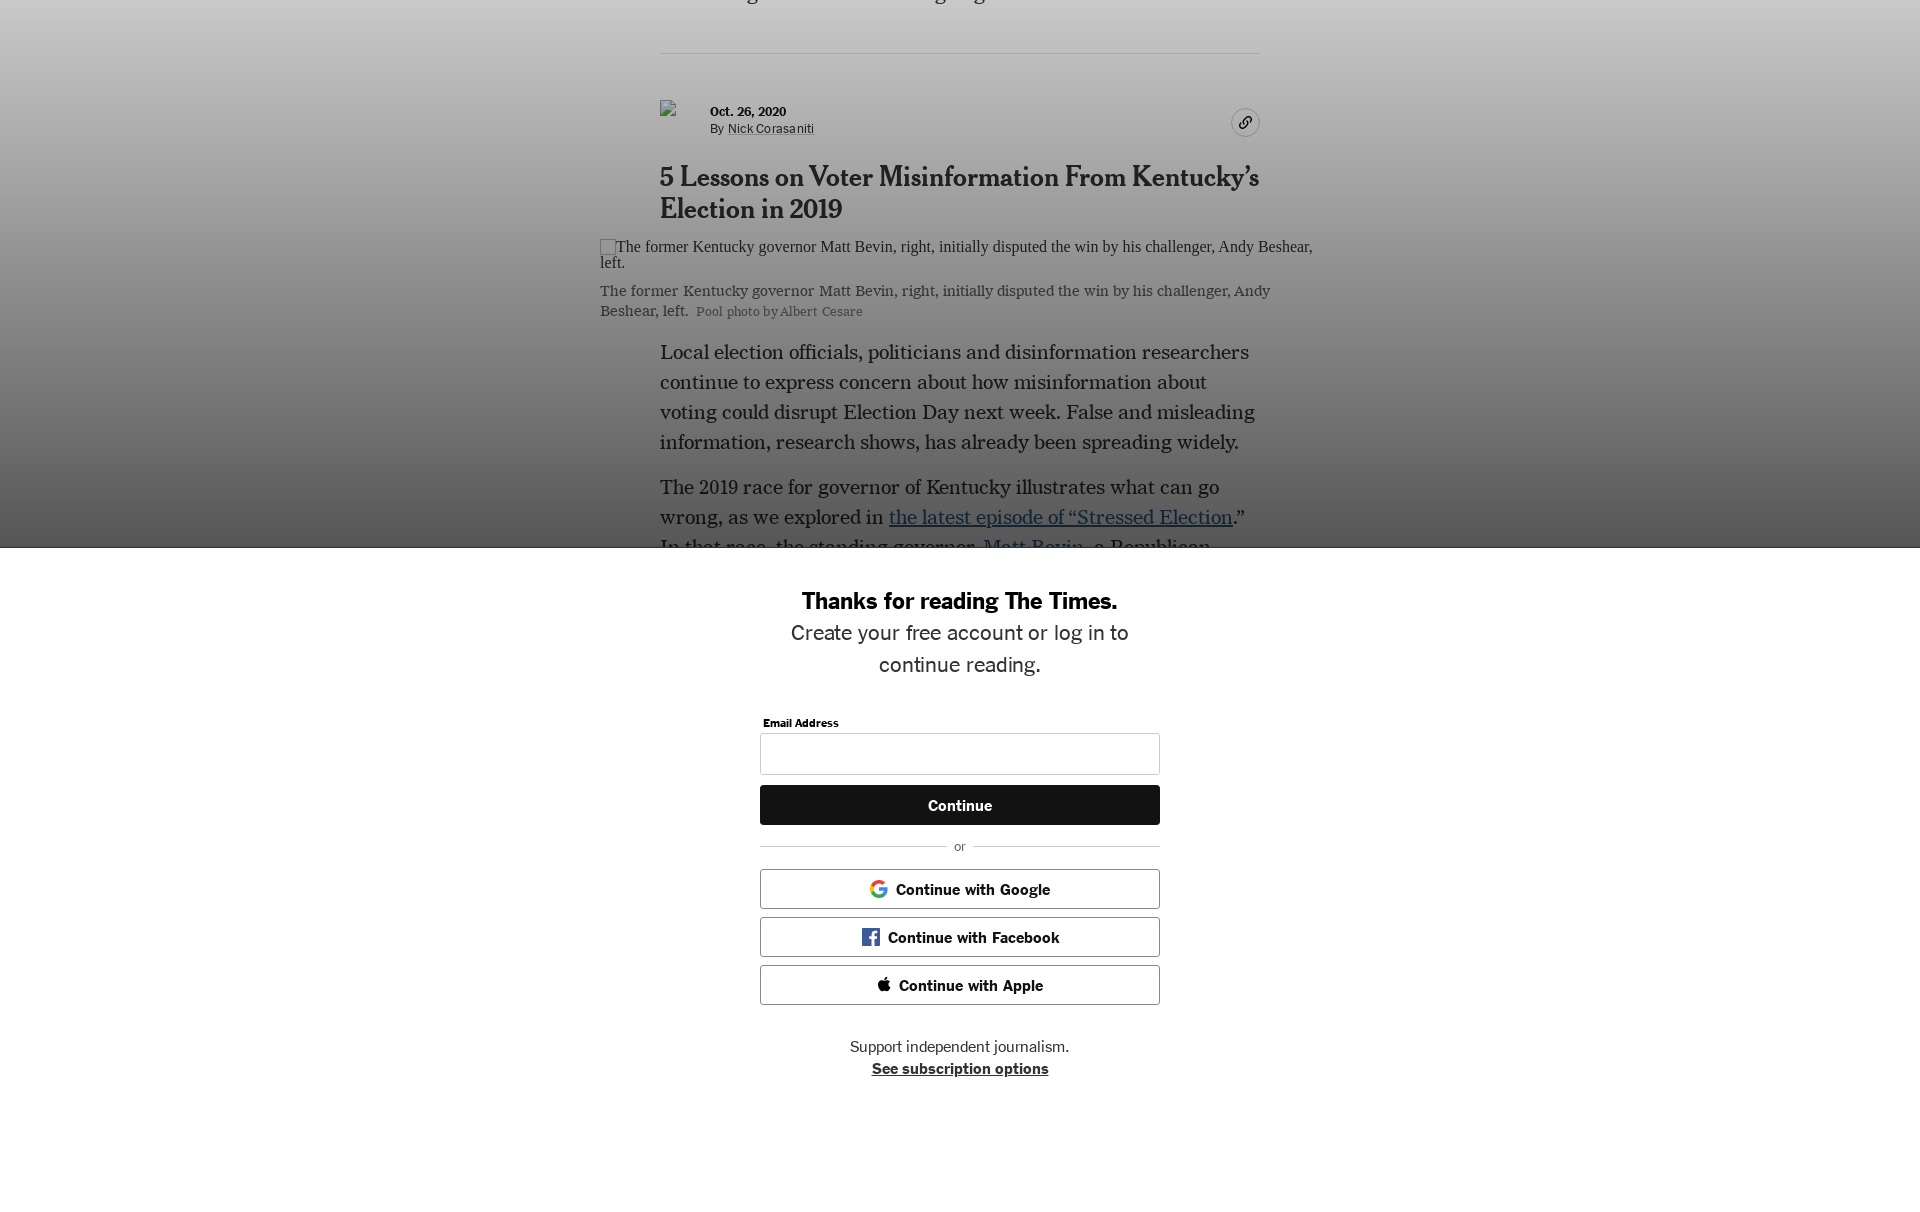 Oct. 26, 2020
By Nick Corasaniti
5 Lessons on Voter Misinformation From Kentucky’s
Election in 2019
The former Kentucky governor Matt Bevin, right, initially disputed the win by his challenger, Andy Beshear,
left.
The former Kentucky governor Matt Bevin, right, initially disputed the win by his challenger, Andy
Beshear, left. Pool photo by Albert Cesare
Local election officials, politicians and disinformation researchers
continue to express concern about how misinformation about
voting could disrupt Election Day next week. False and misleading
information, research shows, has already been spreading widely.
The 2019 race for governor of Kentucky illustrates what can go
wrong, as we explored in the latest episode of “Stressed Election.”
In that race, the standing governor, Matt Bevin, a Republican,
Thanks for reading The Times.
Create your free account or log in to
continue reading.
Email Address
Continue
or
Continue with Google
Continue with Facebook
Continue with Apple
Support independent journalism.
See subscription options